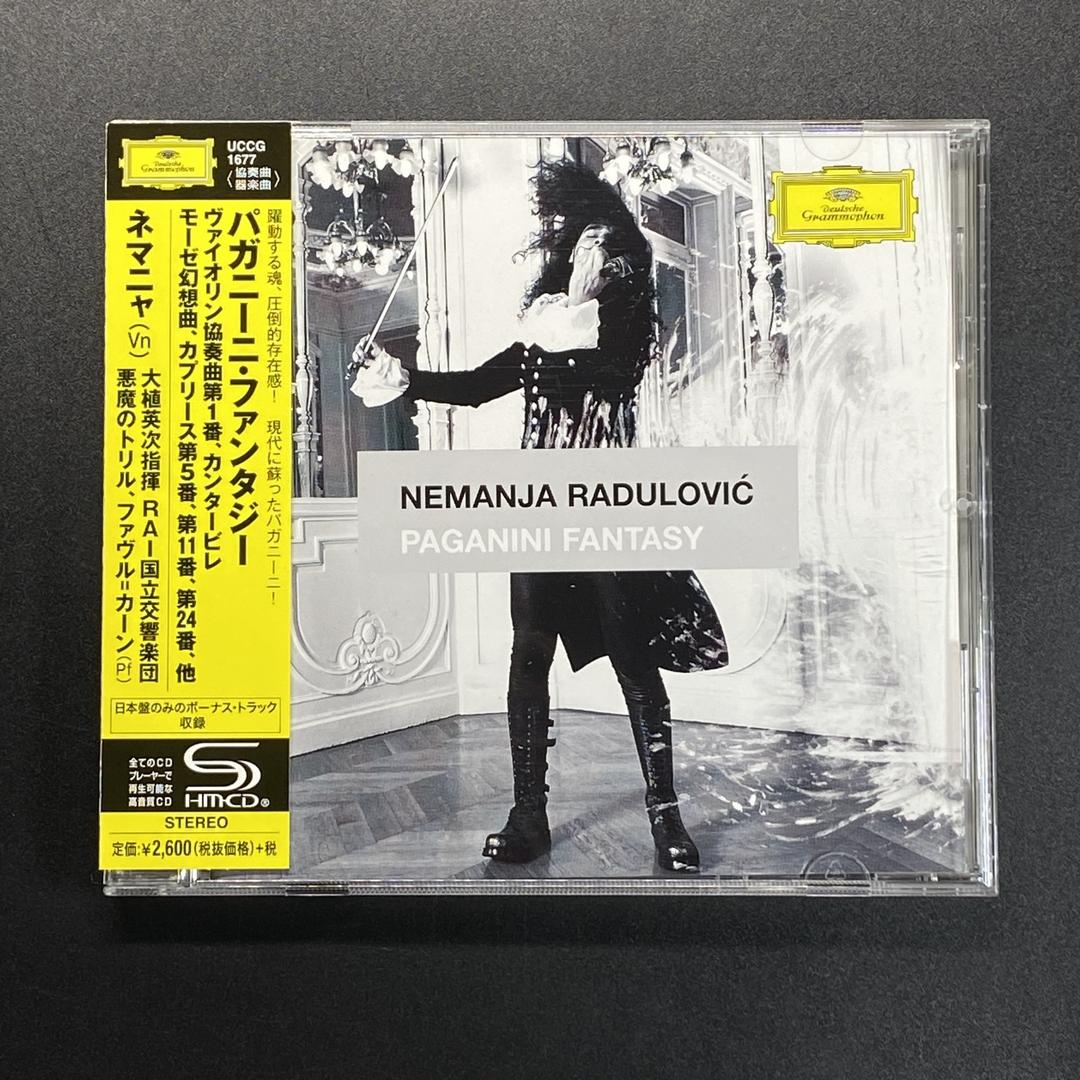 Deutsche
Grammophon
UCCG
1677
〈協奏曲
器楽曲〉
躍動する魂、圧倒的存在感! 現代に蘇ったパガニーニ!
パガニーニ・ファンタジー
ヴァイオリン協奏曲第1番、カンタービレ
モーゼ幻想曲、カプリース第5番、第11番、第24番、他
ネマニャ(Vn)
大植英次指揮 RAI国立交響楽団
悪魔のトリル、ファヴル=カーン(Pf)
日本盤のみのボーナス・トラック
収録
全てのCD
プレーヤーで
再生可能な
高音質CD
SHM-CD®
STEREO
定価:¥2,600(税抜価格)+税
Deutsche
Grammophon
NEMANJA RADULOVIĆ
PAGANINI FANTASY